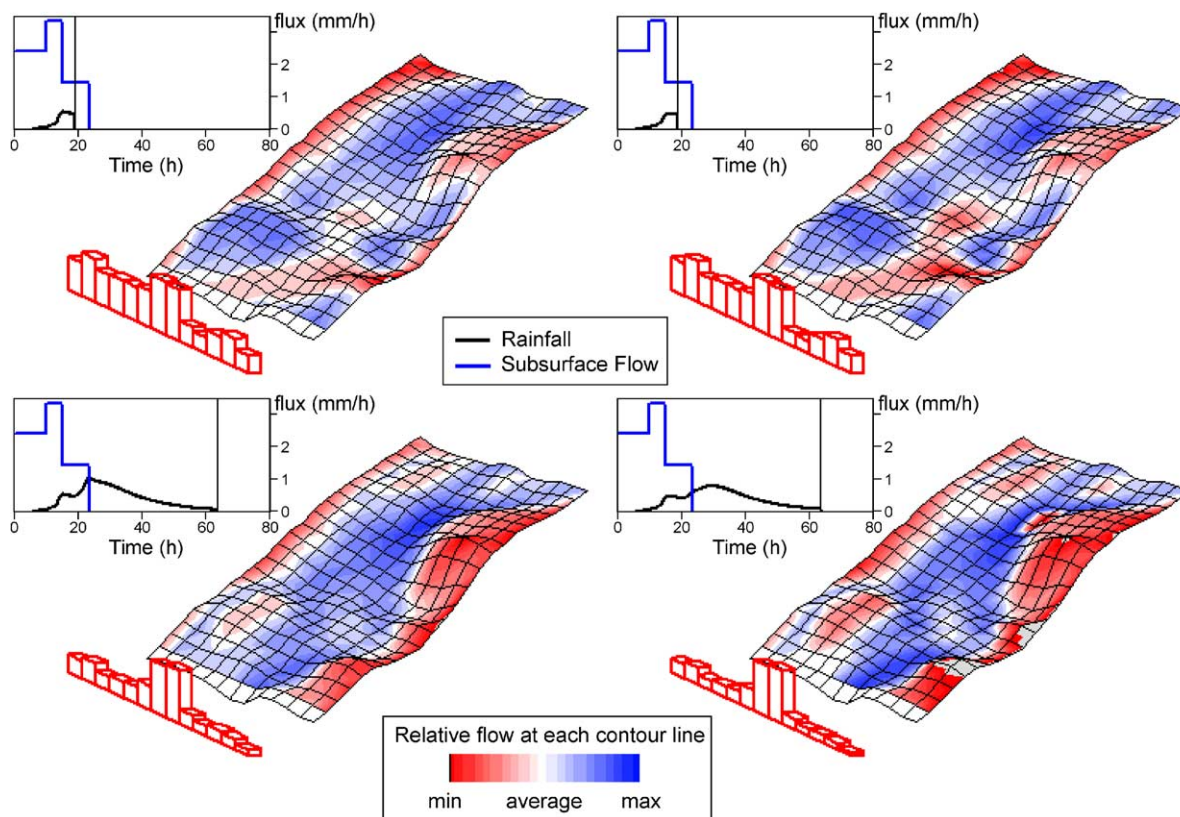 flux (mm/h)
2
1
0
0 20 40 60 80
Time (h)
flux (mm/h)
2
1
0
0 20 40 60 80
Time (h)
Rainfall
Subsurface Flow
flux (mm/h)
2
1
0
0 20 40 60 80
Time (h)
flux (mm/h)
2
1
0
0 20 40 60 80
Time (h)
Relative flow at each contour line
min average max